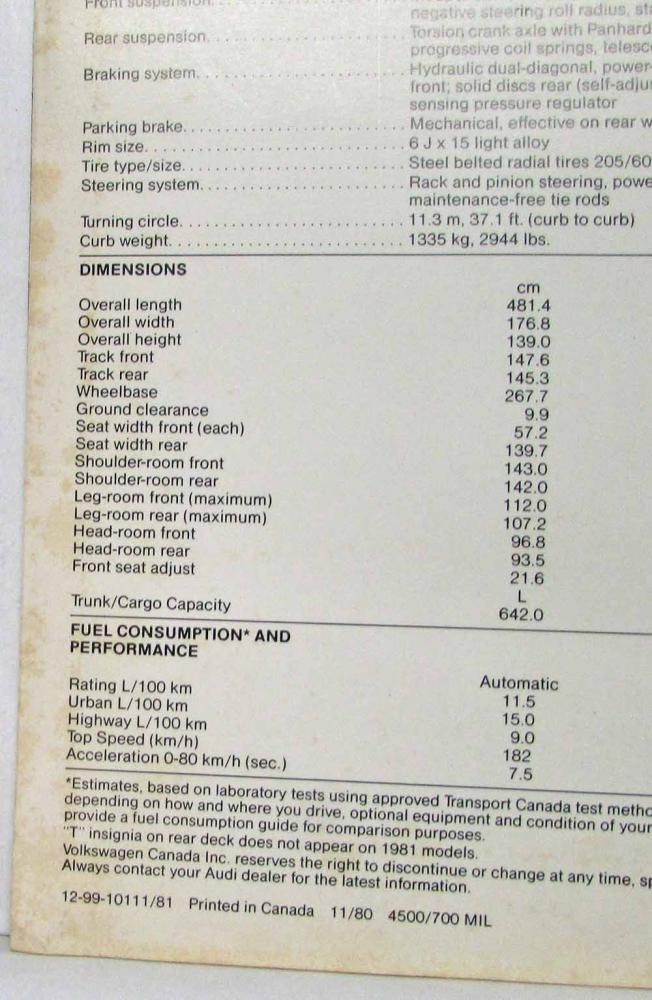 Front suspension.
negative steering roll radius, sta
Rear suspension. . . . . . . . . . . . . . . . . . . . . . . Torsion crank axle with Panhard
progressive coil springs, telesc
Braking system. . . . . . . . . . . . . . . . . . . . . . . . Hydraulic dual-diagonal, power-
front; solid discs rear (self-adjus
sensing pressure regulator
Parking brake. . . . . . . . . . . . . . . . . . . . . . . . . Mechanical, effective on rear w
Rim size. . . . . . . . . . . . . . . . . . . . . . . . . . . . . 6 J x 15 light alloy
Tire type/size. . . . . . . . . . . . . . . . . . . . . . . . . Steel belted radial tires 205/60
Steering system. . . . . . . . . . . . . . . . . . . . . . . Rack and pinion steering, powe
maintenance-free tie rods
Turning circle. . . . . . . . . . . . . . . . . . . . . . . . . 11.3 m, 37.1 ft. (curb to curb)
Curb weight. . . . . . . . . . . . . . . . . . . . . . . . . . 1335 kg, 2944 lbs.
DIMENSIONS
cm
Overall length 481.4
Overall width 176.8
Overall height 139.0
Track front 147.6
Track rear 145.3
Wheelbase 267.7
Ground clearance 9.9
Seat width front (each) 57.2
Seat width rear 139.7
Shoulder-room front 143.0
Shoulder-room rear 142.0
Leg-room front (maximum) 112.0
Leg-room rear (maximum) 107.2
Head-room front 96.8
Head-room rear 93.5
Front seat adjust 21.6
L
Trunk/Cargo Capacity 642.0
FUEL CONSUMPTION* AND
PERFORMANCE
Automatic
Rating L/100 km 11.5
Urban L/100 km 15.0
Highway L/100 km 9.0
Top Speed (km/h) 182
Acceleration 0-80 km/h (sec.) 7.5
*Estimates, based on laboratory tests using approved Transport Canada test metho
depending on how and where you drive, optional equipment and condition of your
provide a fuel consumption guide for comparison purposes.
"T" insignia on rear deck does not appear on 1981 models.
Volkswagen Canada Inc. reserves the right to discontinue or change at any time, sp
Always contact your Audi dealer for the latest information.
12-99-10111/81 Printed in Canada 11/80 4500/700 MIL